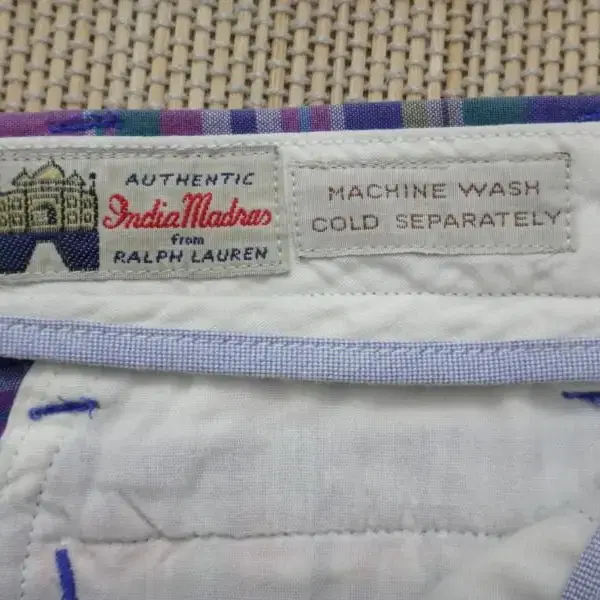 AUTHENTIC
India Madras
from
RALPH LAUREN
MACHINE WASH
COLD SEPARATELY